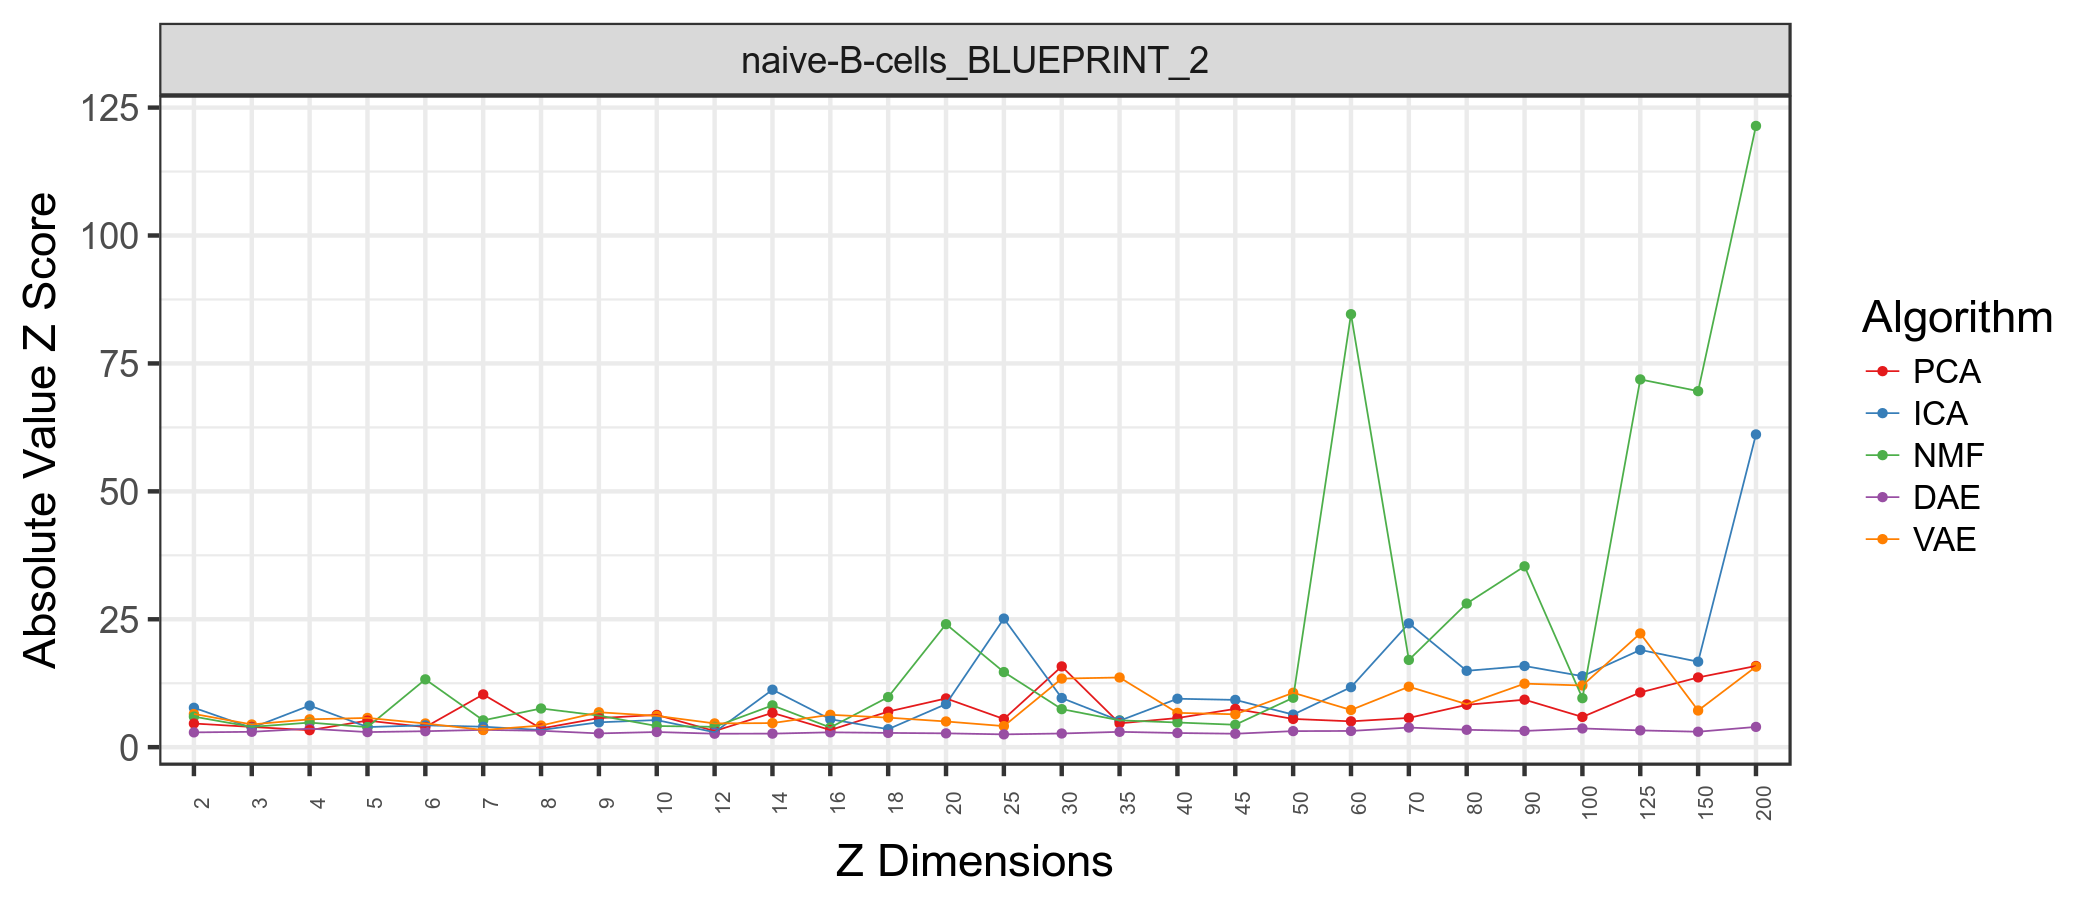 naive-B-cells_BLUEPRINT_2
Absolute Value Z Score
125
100
75
50
25
0
2 3 4 5 6 7 8 9 10 12 14 16 18 20 25 30 35 40 45 50 60 70 80 90 100 125 150 200
Z Dimensions
Algorithm
PCA
ICA
NMF
DAE
VAE